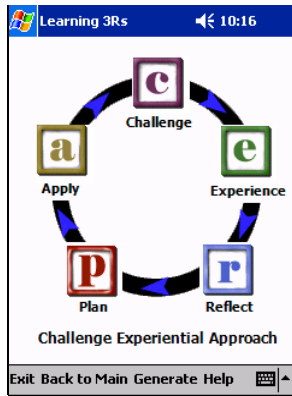 Learning 3Rs 10:16
c
Challenge
a
e
Apply
Experience
p
r
Plan
Reflect
Challenge Experiential Approach
Exit Back to Main Generate Help